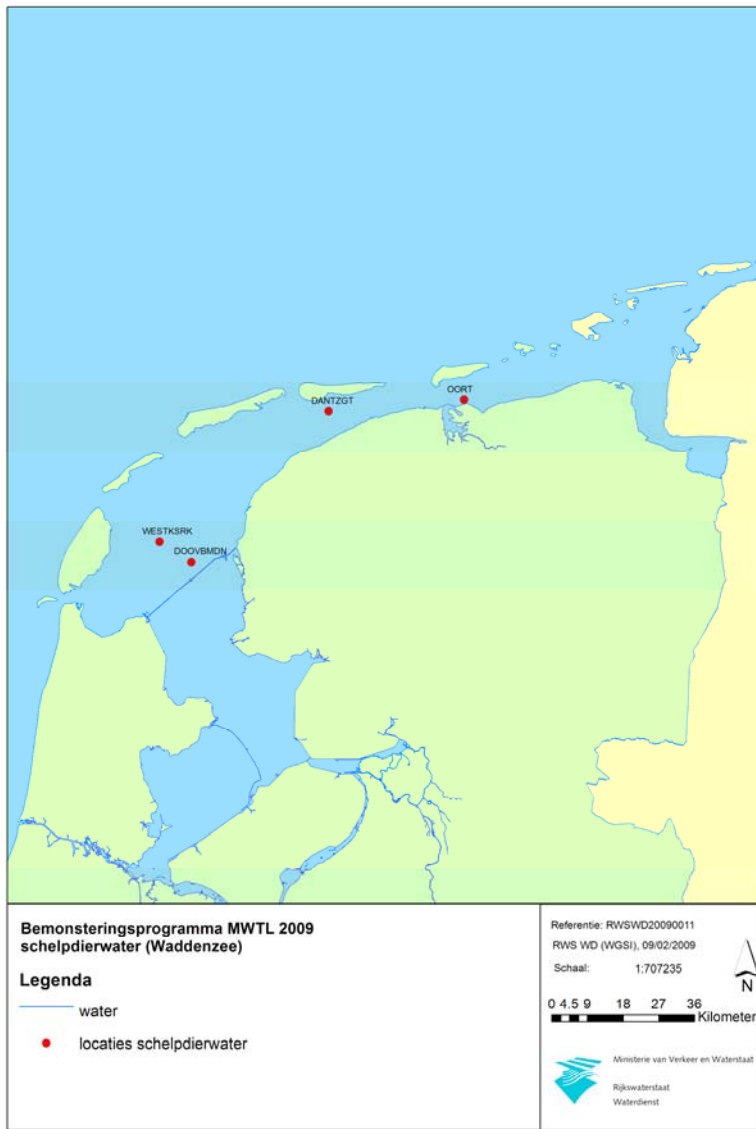 OORT
DANTZGT
WESTKSRK
DOOVBMDN
Bemonsteringsprogramma MWTL 2009
schelpdierwater (Waddenzee)
Legenda
water
locaties schelpdierwater
Referentie: RWSWD20090011
RWS WD (WGSI), 09/02/2009
Schaal: 1:707235
N
0 4.5 9 18 27 36
Kilometer
Ministerie van Verkeer en Waterstaat
Rijkswaterstaat
Waterdienst